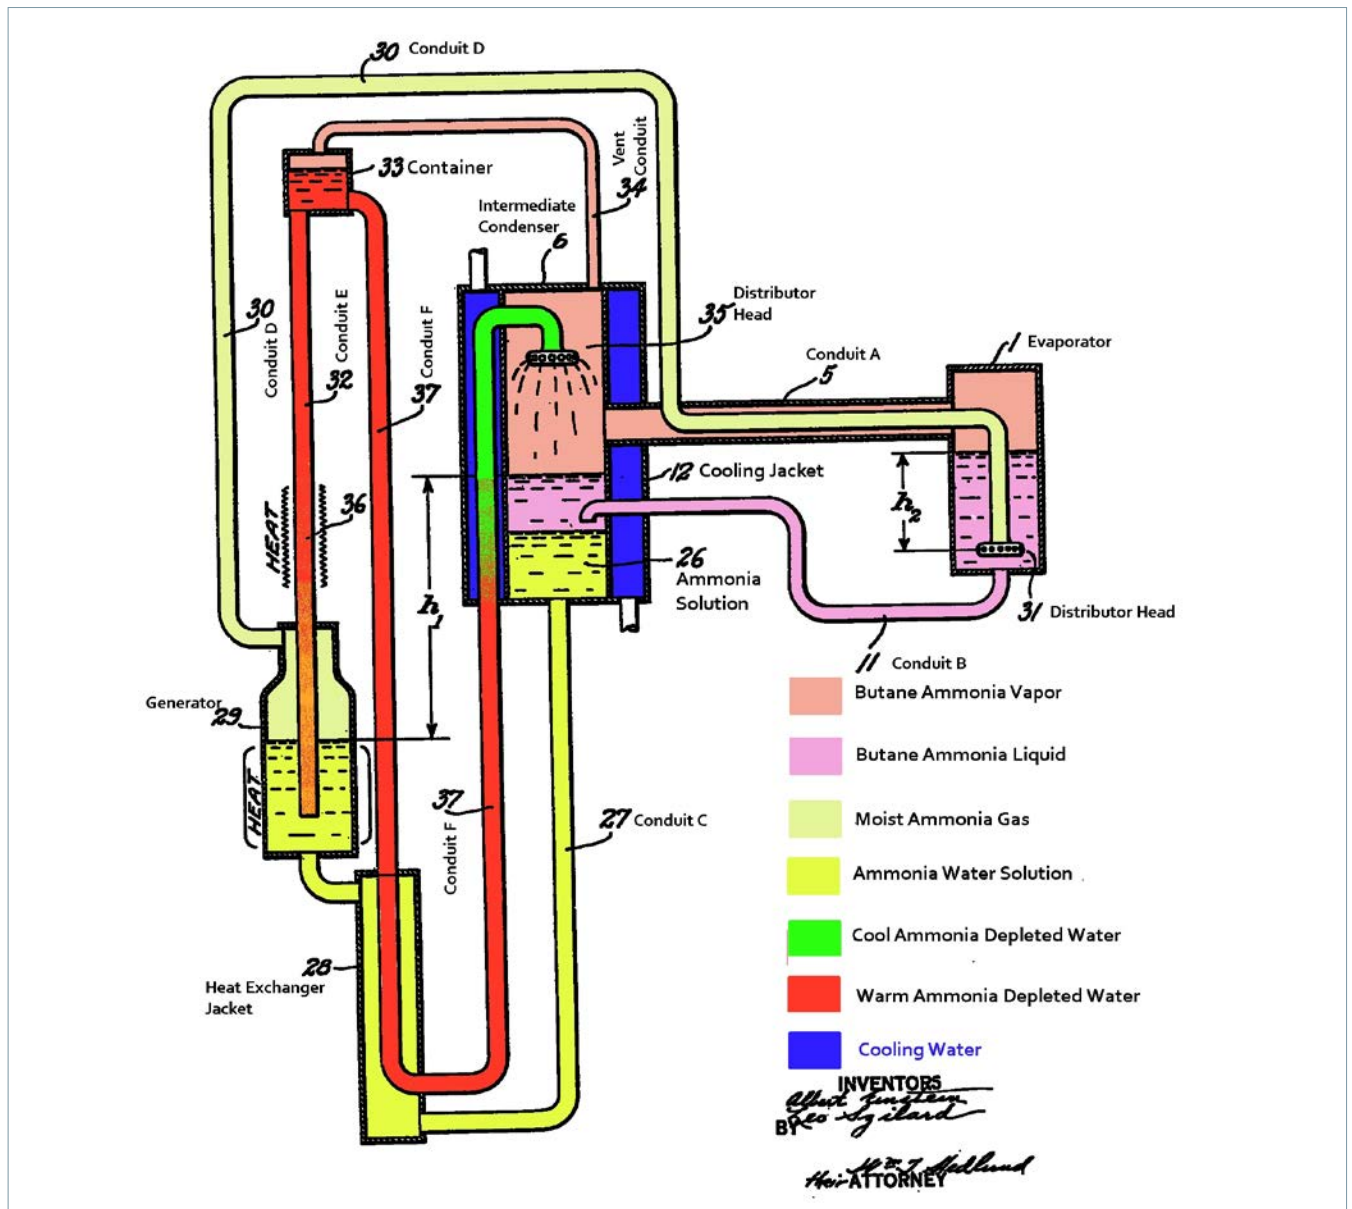 30 Conduit D
Vent
Conduit
34
33 Container
Intermediate
Condenser
6
Distributor
35 Head
1 Evaporator
Conduit A
5
30
Conduit D
Conduit E
32
Conduit F
37
12 Cooling Jacket
h2
HEAT
36
26
Ammonia
Solution
h1
31 Distributor Head
11 Conduit B
Generator
29
HEAT
37
Conduit F
27 Conduit C
28
Heat Exchanger
Jacket
Butane Ammonia Vapor
Butane Ammonia Liquid
Moist Ammonia Gas
Ammonia Water Solution
Cool Ammonia Depleted Water
Warm Ammonia Depleted Water
Cooling Water
INVENTORS
Albert Einstein
Leo Szilard
BY
Their ATTORNEY